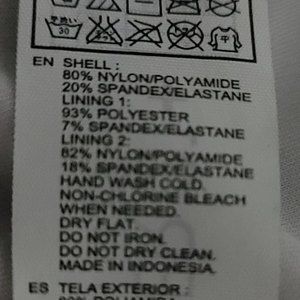 30
EN SHELL :
80% NYLON/POLYAMIDE
20% SPANDEX/ELASTANE
LINING 1:
93% POLYESTER
7% SPANDEX/ELASTANE
LINING 2:
82% NYLON/POLYAMIDE
18% SPANDEX/ELASTANE
HAND WASH COLD.
NON-CHLORINE BLEACH
WHEN NEEDED.
DRY FLAT.
DO NOT IRON.
DO NOT DRY CLEAN.
MADE IN INDONESIA.
ES TELA EXTERIOR :